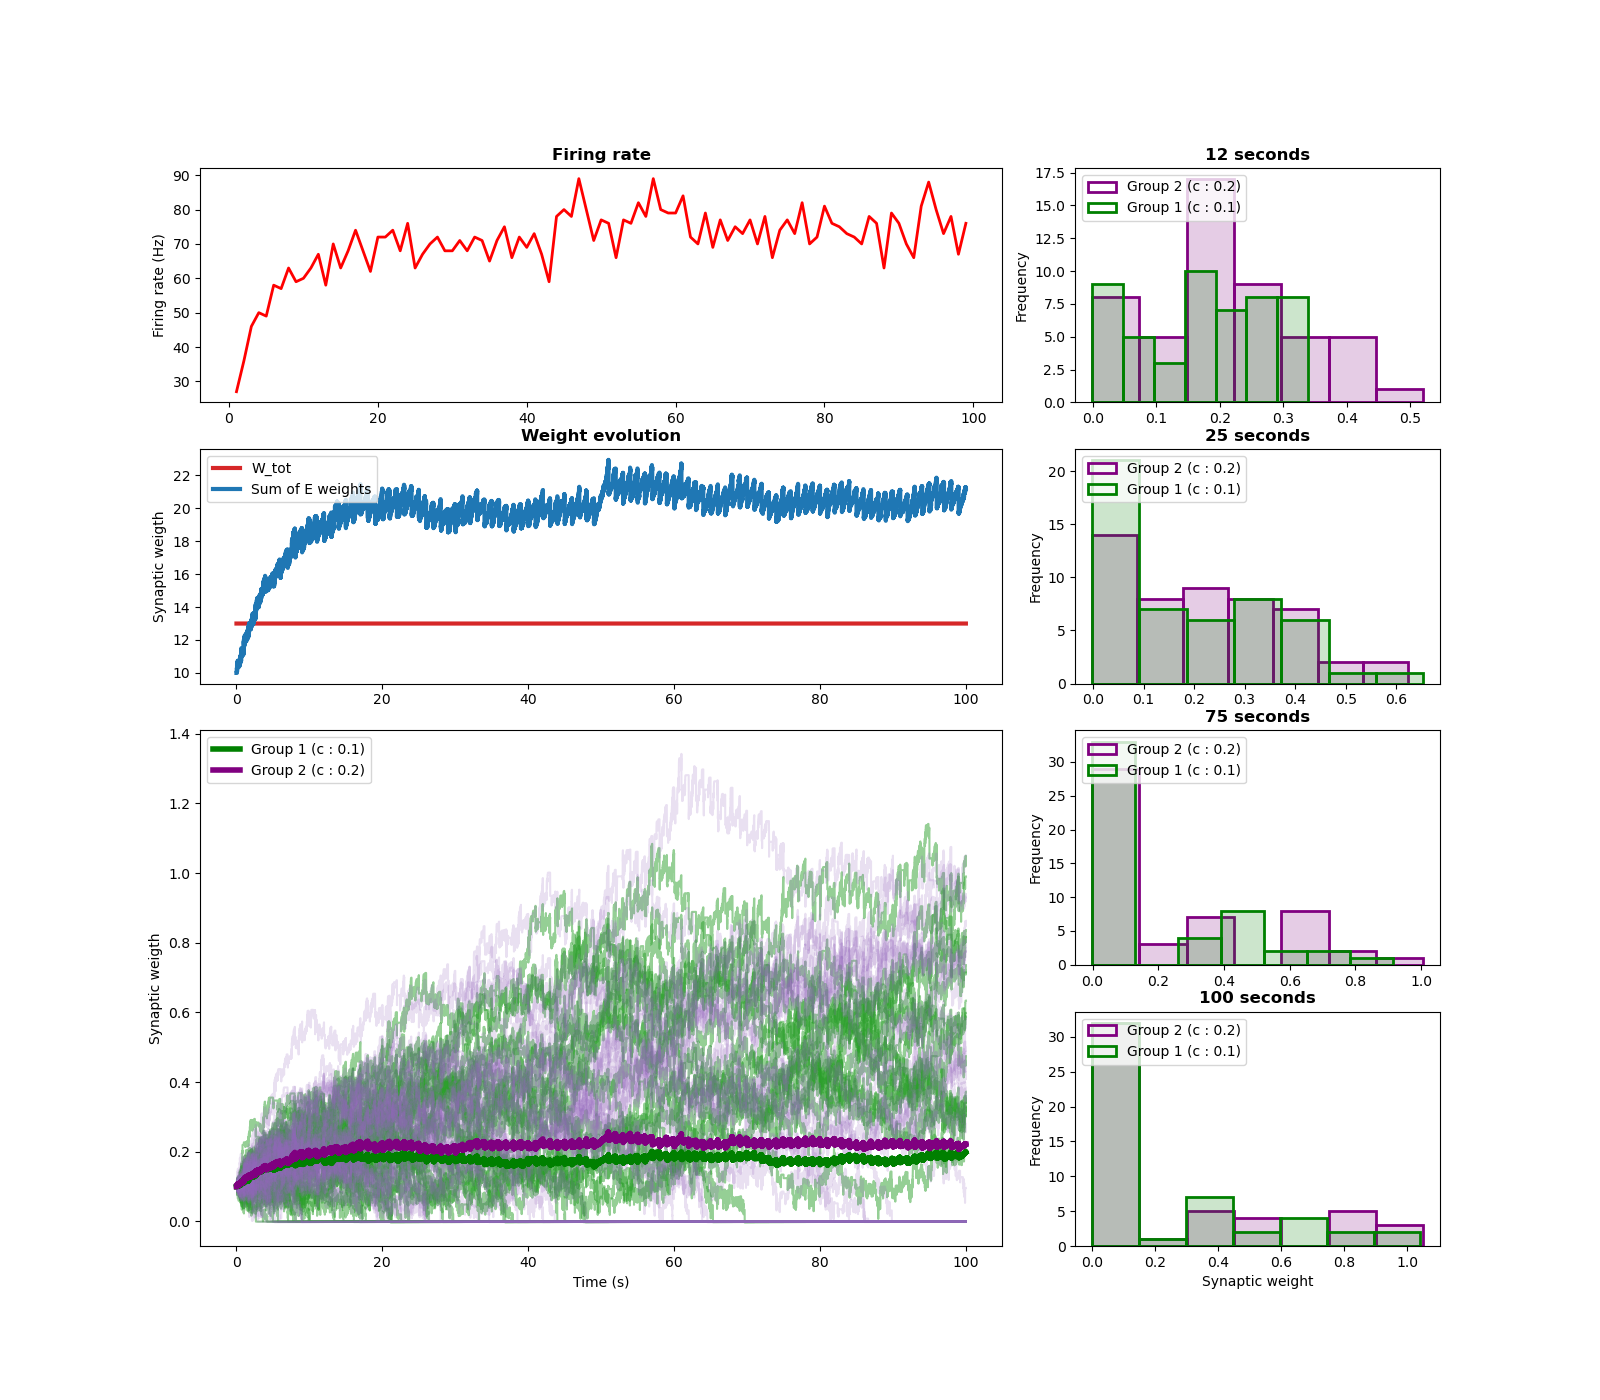 Firing rate
90
80
70
60
50
40
30
Firing rate (Hz)
0 20 40 60 80 100
12 seconds
Group 2 (c : 0.2)
Group 1 (c : 0.1)
17.5
15.0
12.5
10.0
7.5
5.0
2.5
0.0
Frequency
0.0 0.1 0.2 0.3 0.4 0.5
Weight evolution
W_tot
Sum of E weights
22
20
18
16
14
12
10
Synaptic weigth
0 20 40 60 80 100
25 seconds
Group 2 (c : 0.2)
Group 1 (c : 0.1)
20
15
10
5
0
Frequency
0.0 0.1 0.2 0.3 0.4 0.5 0.6
Group 1 (c : 0.1)
Group 2 (c : 0.2)
1.4
1.2
1.0
0.8
0.6
0.4
0.2
0.0
Synaptic weigth
0 20 40 60 80 100
Time (s)
75 seconds
Group 2 (c : 0.2)
Group 1 (c : 0.1)
30
25
20
15
10
5
0
Frequency
0.0 0.2 0.4 0.6 0.8 1.0
100 seconds
Group 2 (c : 0.2)
Group 1 (c : 0.1)
30
25
20
15
10
5
0
Frequency
0.0 0.2 0.4 0.6 0.8 1.0
Synaptic weight